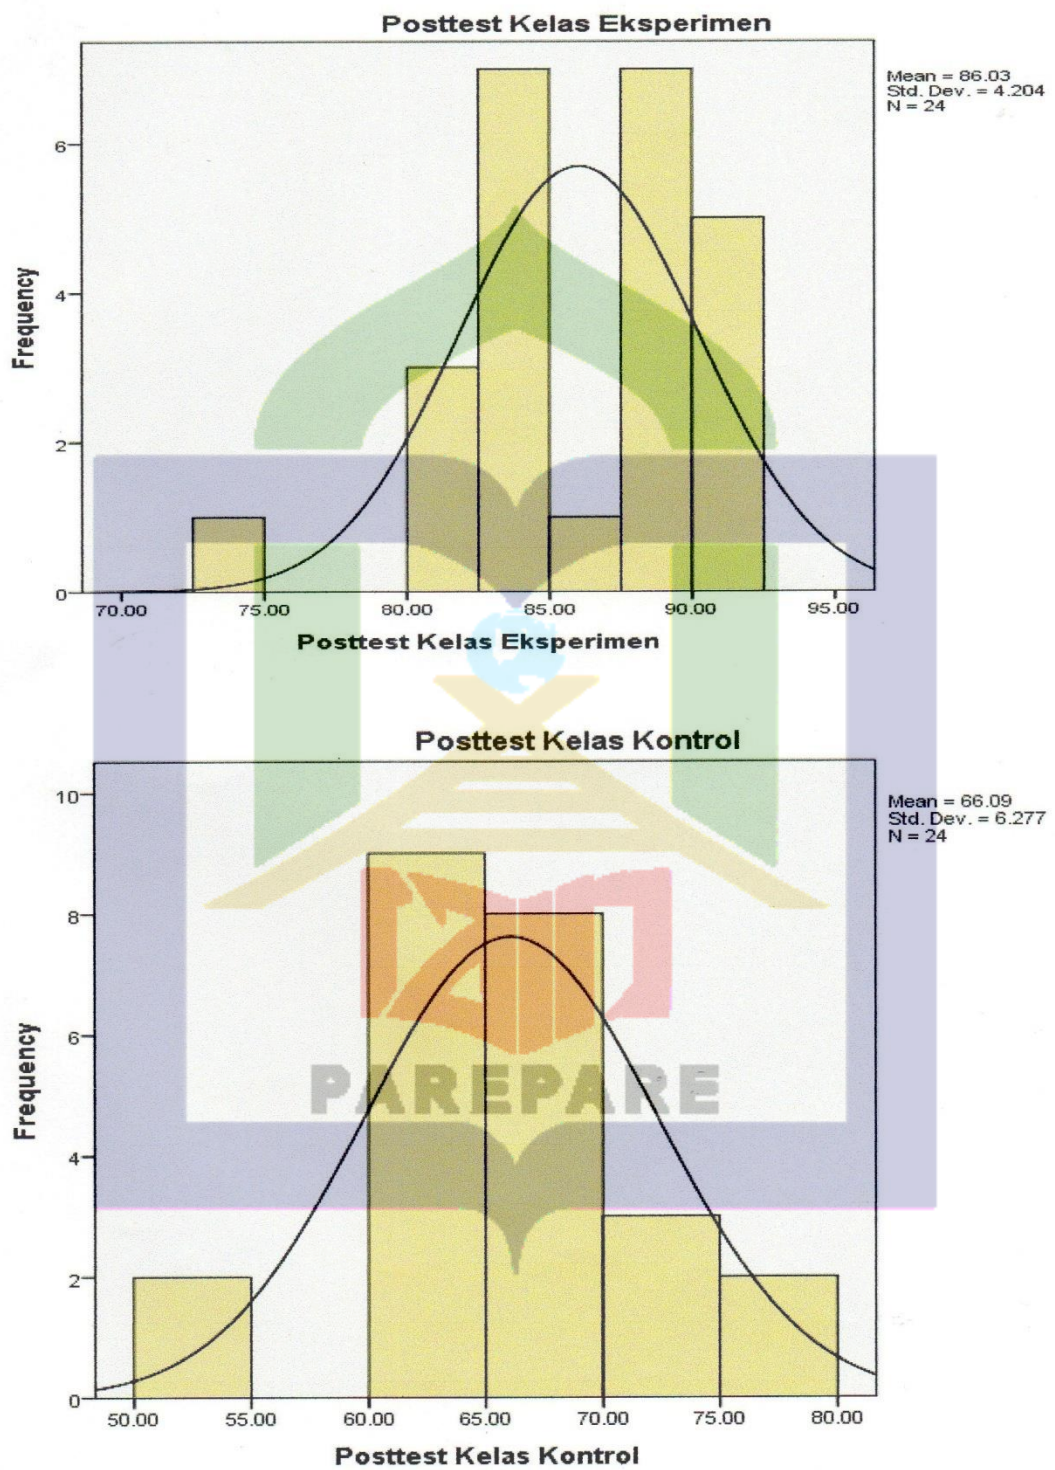 Posttest Kelas Eksperimen
Mean = 86.03
Std. Dev. = 4.204
N = 24
Frequency
6
4
2
0
70.00 75.00 80.00 85.00 90.00 95.00
Posttest Kelas Eksperimen
Posttest Kelas Kontrol
Mean = 66.09
Std. Dev. = 6.277
N = 24
Frequency
10
8
6
4
2
0
PAREPARE
50.00 55.00 60.00 65.00 70.00 75.00 80.00
Posttest Kelas Kontrol